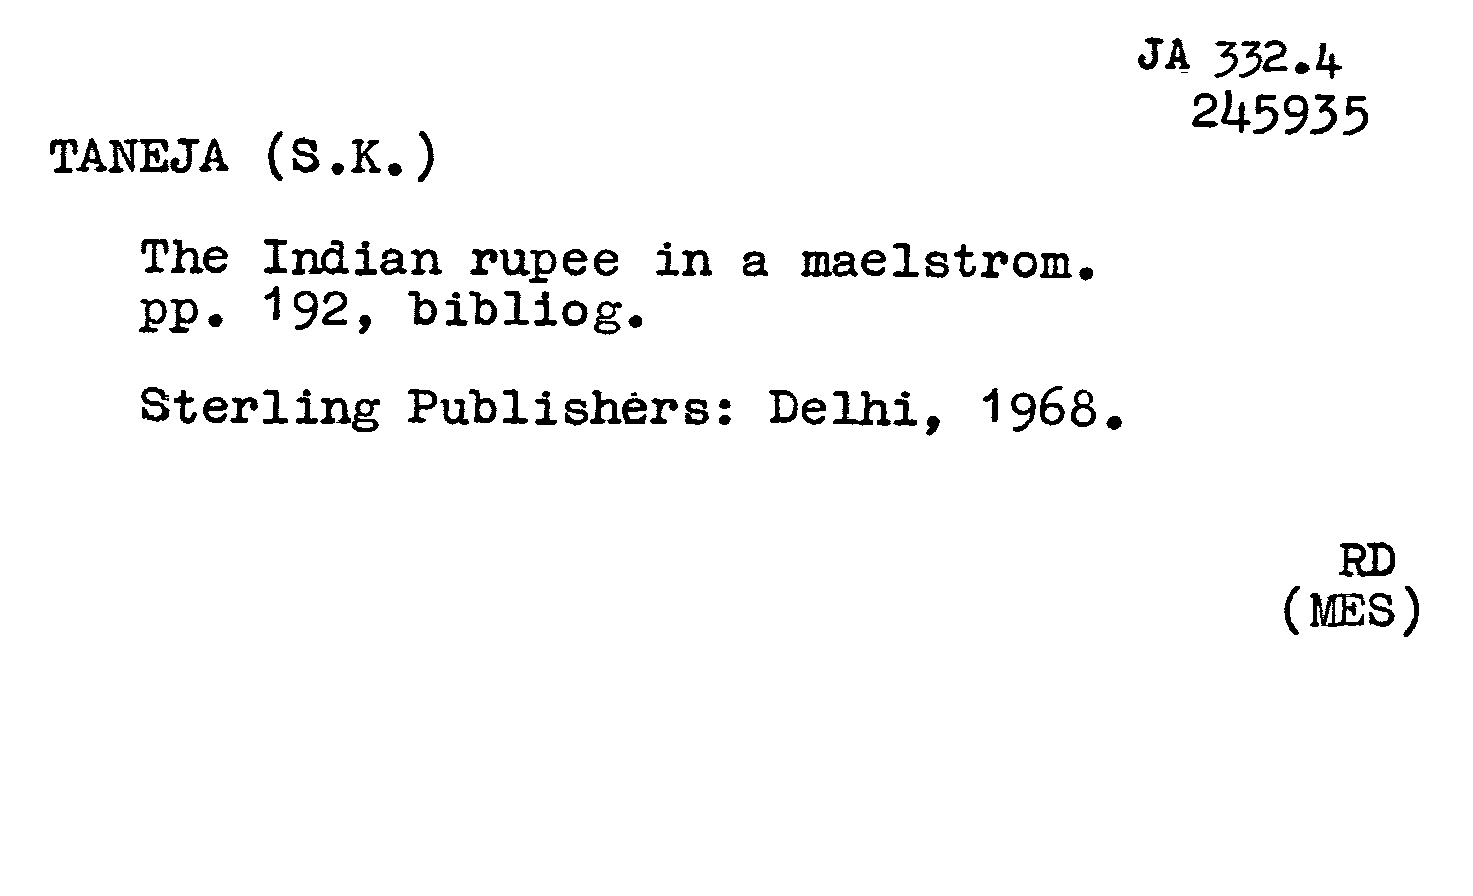 JA 332.4
245935
TANEJA (S.K.)
The Indian rupee in a maelstrom.
pp. 192, bibliog.
Sterling Publishers: Delhi, 1968.
RD
(MES)